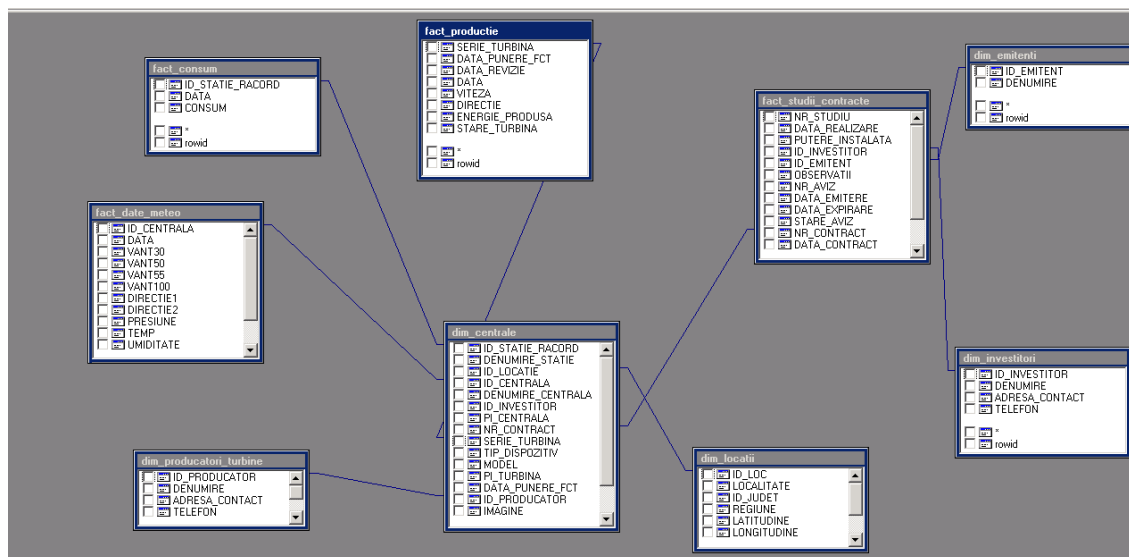 fact_productie
SERIE_TURBINA
DATA_PUNERE_FCT
DATA_REVIZIE
DATA
VITEZA
DIRECTIE
ENERGIE_PRODUSA
STARE_TURBINA
*
rowid
fact_consum
ID_STATIE_RACORD
DATA
CONSUM
*
rowid
dim_emitenti
ID_EMITENT
DENUMIRE
*
rowid
fact_studii_contracte
NR_STUDIU
DATA_REALIZARE
PUTERE_INSTALATA
ID_INVESTITOR
ID_EMITENT
OBSERVATII
NR_AVIZ
DATA_EMITERE
DATA_EXPIRARE
STARE_AVIZ
NR_CONTRACT
DATA_CONTRACT
fact_date_meteo
ID_CENTRALA
DATA
VANT30
VANT50
VANT55
VANT100
DIRECTIE1
DIRECTIE2
PRESIUNE
TEMP
UMIDITATE
dim_centrale
ID_STATIE_RACORD
DENUMIRE_STATIE
ID_LOCATIE
ID_CENTRALA
DENUMIRE_CENTRALA
ID_INVESTITOR
PI_CENTRALA
NR_CONTRACT
SERIE_TURBINA
TIP_DISPOZITIV
MODEL
PI_TURBINA
DATA_PUNERE_FCT
ID_PRODUCATOR
IMAGINE
dim_investitori
ID_INVESTITOR
DENUMIRE
ADRESA_CONTACT
TELEFON
*
rowid
dim_producatori_turbine
ID_PRODUCATOR
DENUMIRE
ADRESA_CONTACT
TELEFON
dim_locatii
ID_LOC
LOCALITATE
ID_JUDET
REGIUNE
LATITUDINE
LONGITUDINE